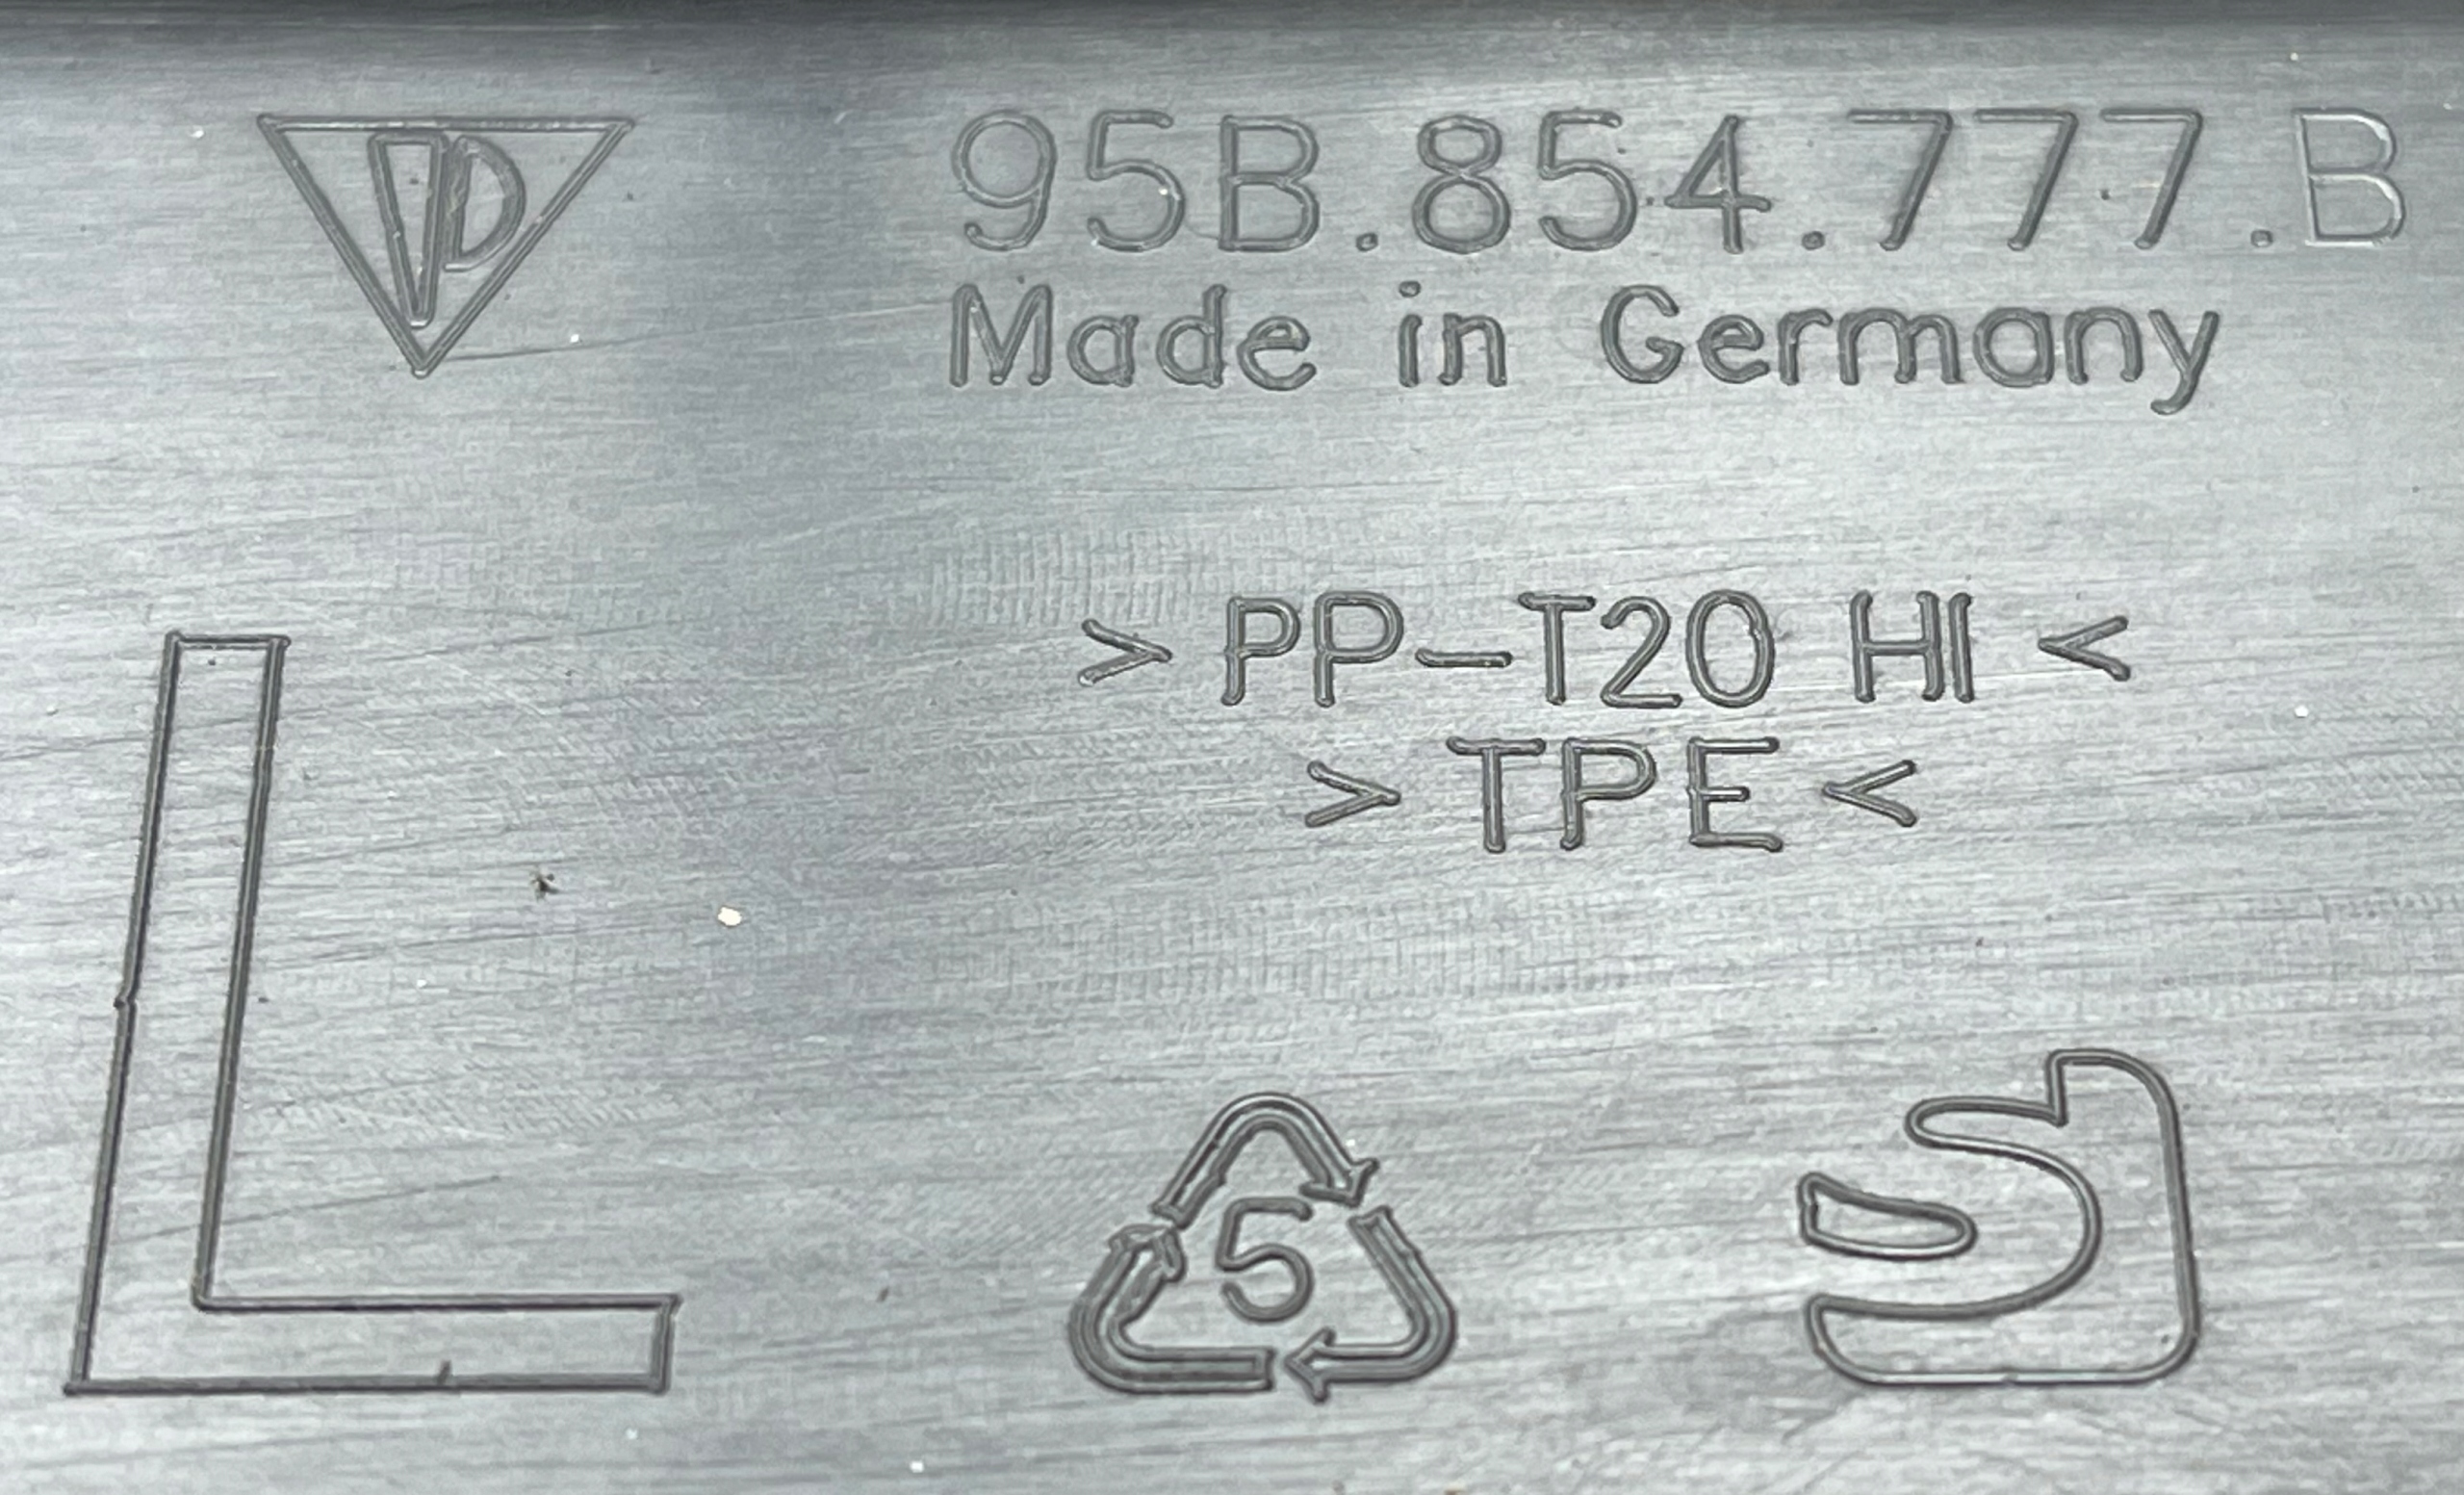 95B.854.777.B
Made in Germany
> PP-T20 HI <
> TPE <
L
5